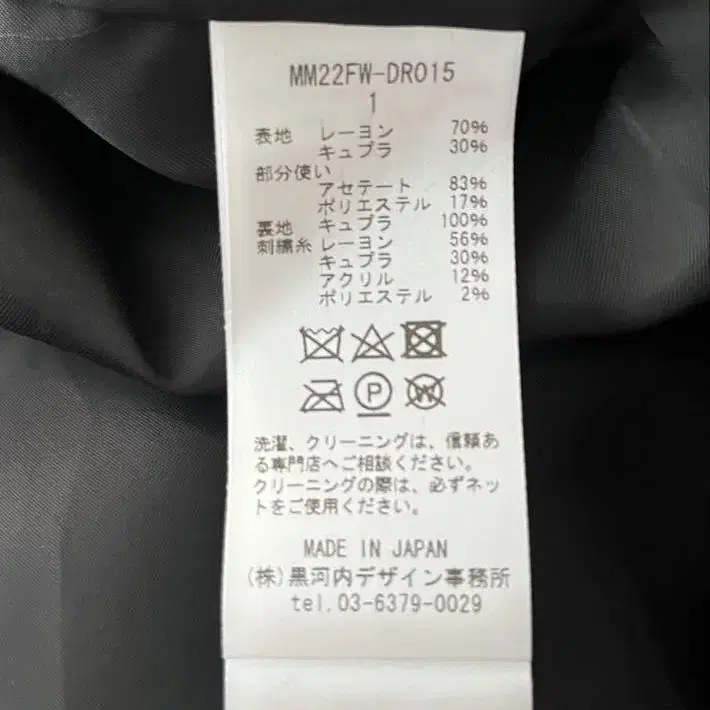 MM22FW-DR015
1
表地 レーヨン 70%
キュプラ 30%
部分使い
アセテート 83%
ポリエステル 17%
裏地 キュプラ 100%
刺繍糸 レーヨン 56%
キュプラ 30%
アクリル 12%
ポリエステル 2%
P W
洗濯、クリーニングは、信頼あ
る専門店へご相談ください。
クリーニングの際は、必ずネッ
トをご使用ください。
MADE IN JAPAN
(株)黒河内デザイン事務所
tel.03-6379-0029